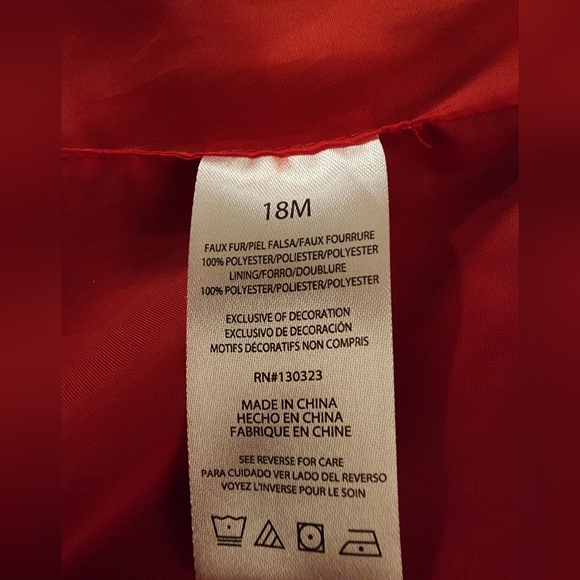 18M
FAUX FUR/PIEL FALSA/FAUX FOURRURE
100% POLYESTER/POLIESTER/POLYESTER
LINING/FORRO/DOUBLURE
100% POLYESTER/POLIESTER/POLYESTER
EXCLUSIVE OF DECORATION
EXCLUSIVO DE DECORACIÓN
MOTIFS DÉCORATIFS NON COMPRIS
RN#130323
MADE IN CHINA
HECHO EN CHINA
FABRIQUE EN CHINE
SEE REVERSE FOR CARE
PARA CUIDADO VER LADO DEL REVERSO
VOYEZ L'INVERSE POUR LE SOIN